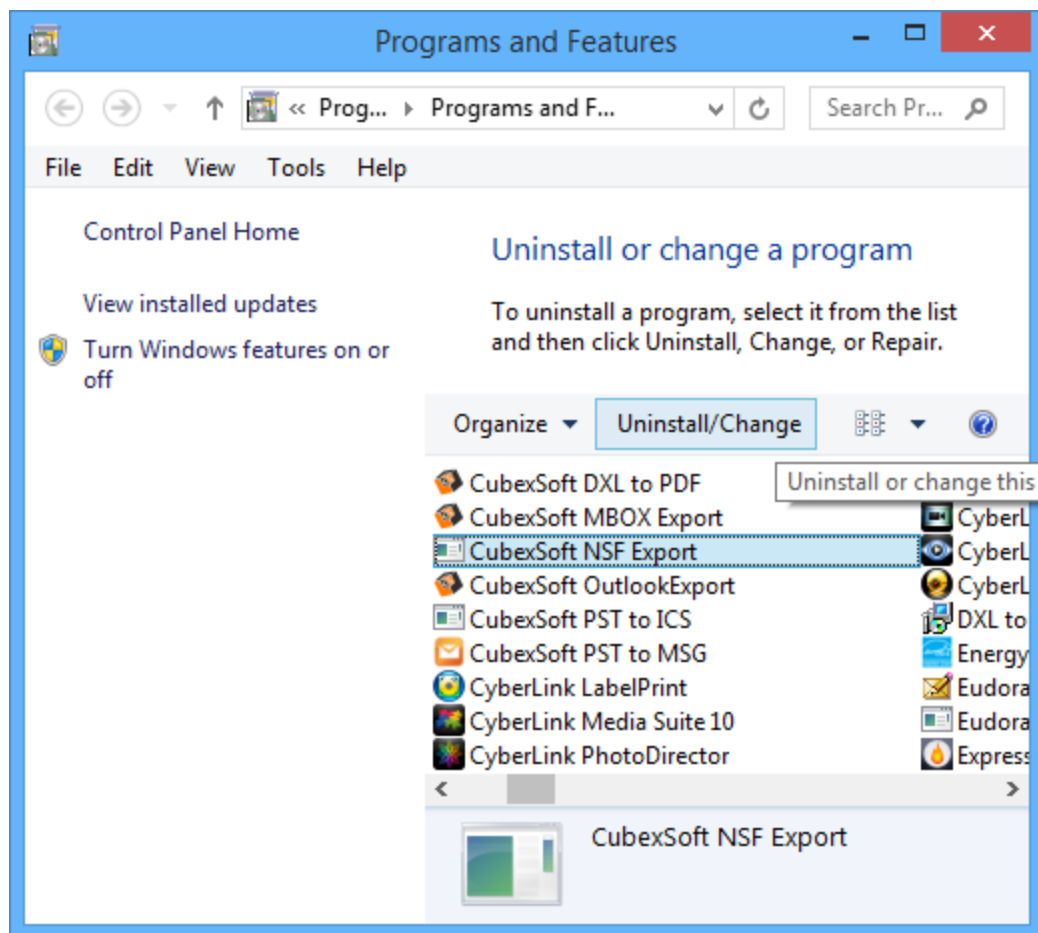 Programs and Features
« Prog... Programs and F...
Search Pr...
File Edit View Tools Help
Control Panel Home
View installed updates
Turn Windows features on or
off
Uninstall or change a program
To uninstall a program, select it from the list
and then click Uninstall, Change, or Repair.
Organize Uninstall/Change
Uninstall or change this
CubexSoft DXL to PDF
CubexSoft MBOX Export
CubexSoft NSF Export
CubexSoft OutlookExport
CubexSoft PST to ICS
CubexSoft PST to MSG
CyberLink LabelPrint
CyberLink Media Suite 10
CyberLink PhotoDirector
CyberL
CyberL
CyberL
DXL to
Energy
Eudora
Eudora
Express
CubexSoft NSF Export